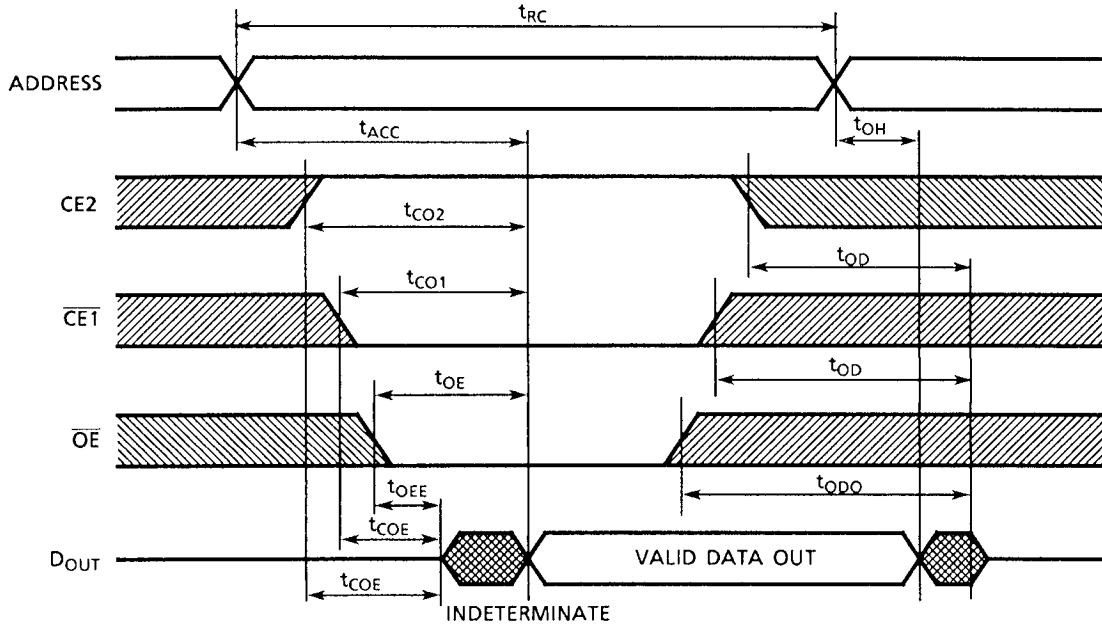 tRC
ADDRESS
tACC
tOH
CE2
tCO2
tOD
CE1
tCO1
tOE
tOD
OE
tOEE
tODO
tCOE
DOUT
VALID DATA OUT
tCOE
INDETERMINATE